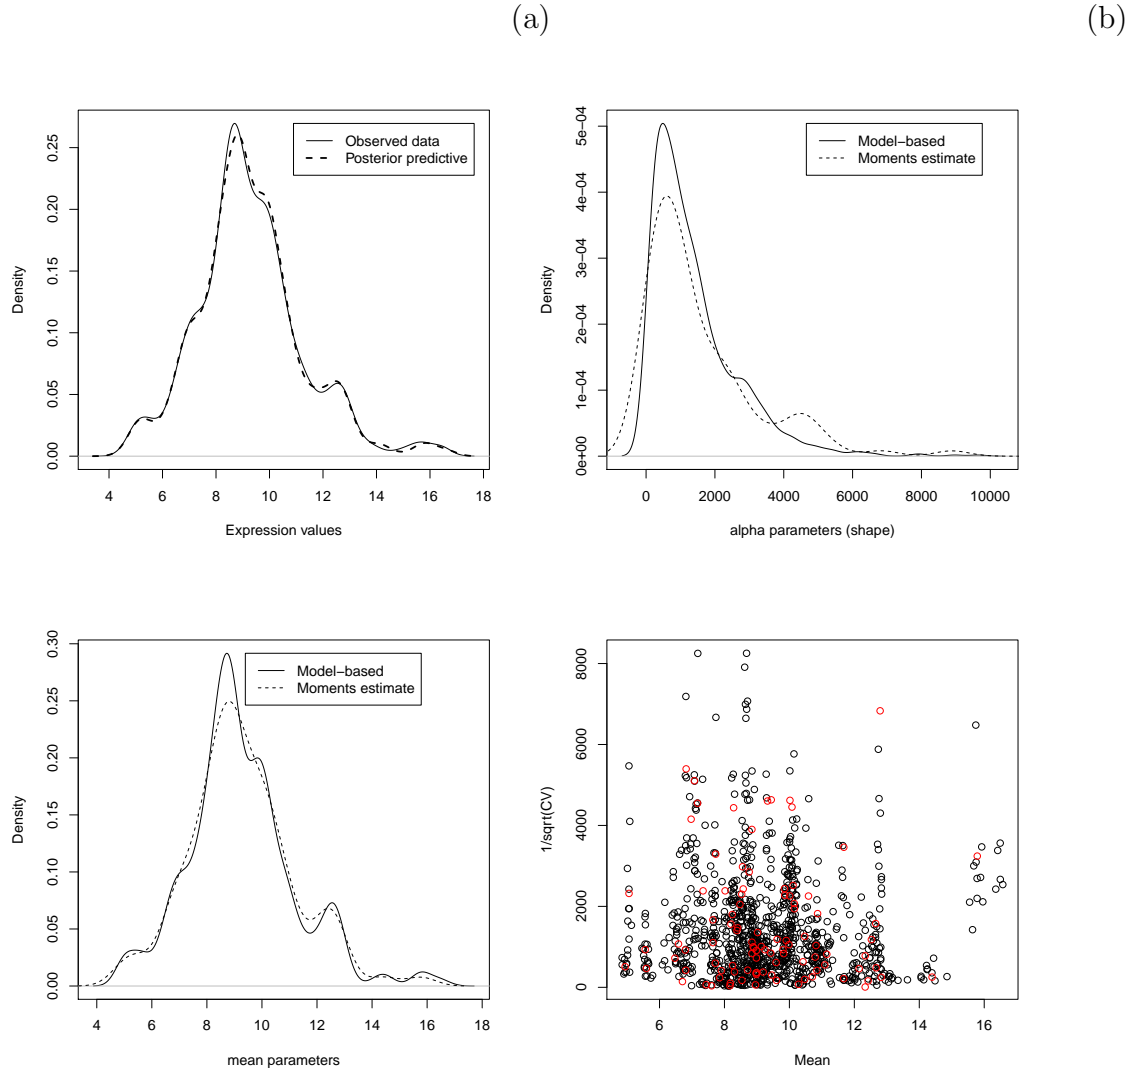 (a)
(b)
Observed data
Posterior predictive
Density
0.00
0.05
0.10
0.15
0.20
0.25
4
6
8
10
12
14
16
18
Expression values
Model−based
Moments estimate
Density
0e+00
1e−04
2e−04
3e−04
4e−04
5e−04
0
2000
4000
6000
8000
10000
alpha parameters (shape)
Model−based
Moments estimate
Density
0.00
0.05
0.10
0.15
0.20
0.25
0.30
4
6
8
10
12
14
16
18
mean parameters
1/sqrt(CV)
0
2000
4000
6000
8000
6
8
10
12
14
16
Mean